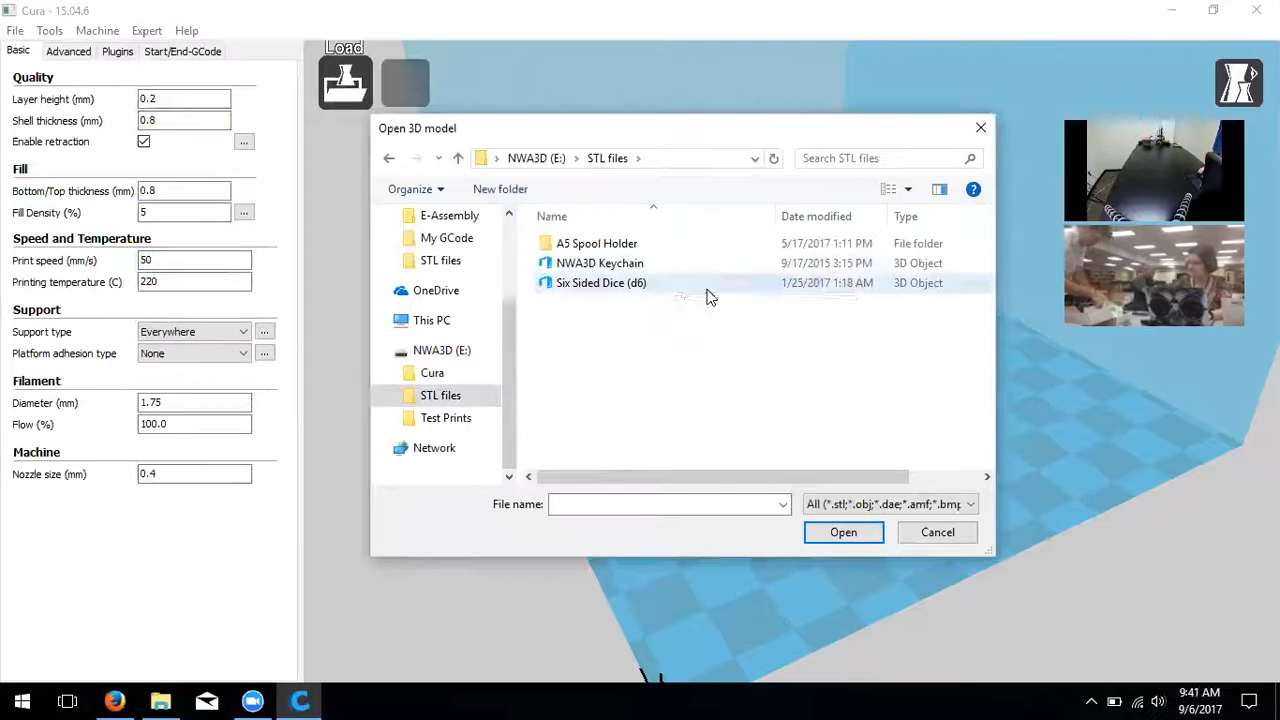 Cura - 15.04.6
File Tools Machine Expert Help
Basic Advanced Plugins Start/End-GCode
Quality
Layer height (mm) 0.2
Shell thickness (mm) 0.8
Enable retraction ...
Fill
Bottom/Top thickness (mm) 0.8
Fill Density (%) 5 ...
Speed and Temperature
Print speed (mm/s) 50
Printing temperature (C) 220
Support
Support type Everywhere ...
Platform adhesion type None ...
Filament
Diameter (mm) 1.75
Flow (%) 100.0
Machine
Nozzle size (mm) 0.4
Load
Open 3D model
NWA3D (E:) STL files Search STL files
Organize New folder
E-Assembly
My GCode
STL files
OneDrive
This PC
NWA3D (E:)
Cura
STL files
Test Prints
Network
Name Date modified Type
A5 Spool Holder 5/17/2017 1:11 PM File folder
NWA3D Keychain 9/17/2015 3:15 PM 3D Object
Six Sided Dice (d6) 1/25/2017 1:18 AM 3D Object
File name: All (*.stl;*.obj;*.dae;*.amf;*.bmp
Open Cancel
9:41 AM
9/6/2017